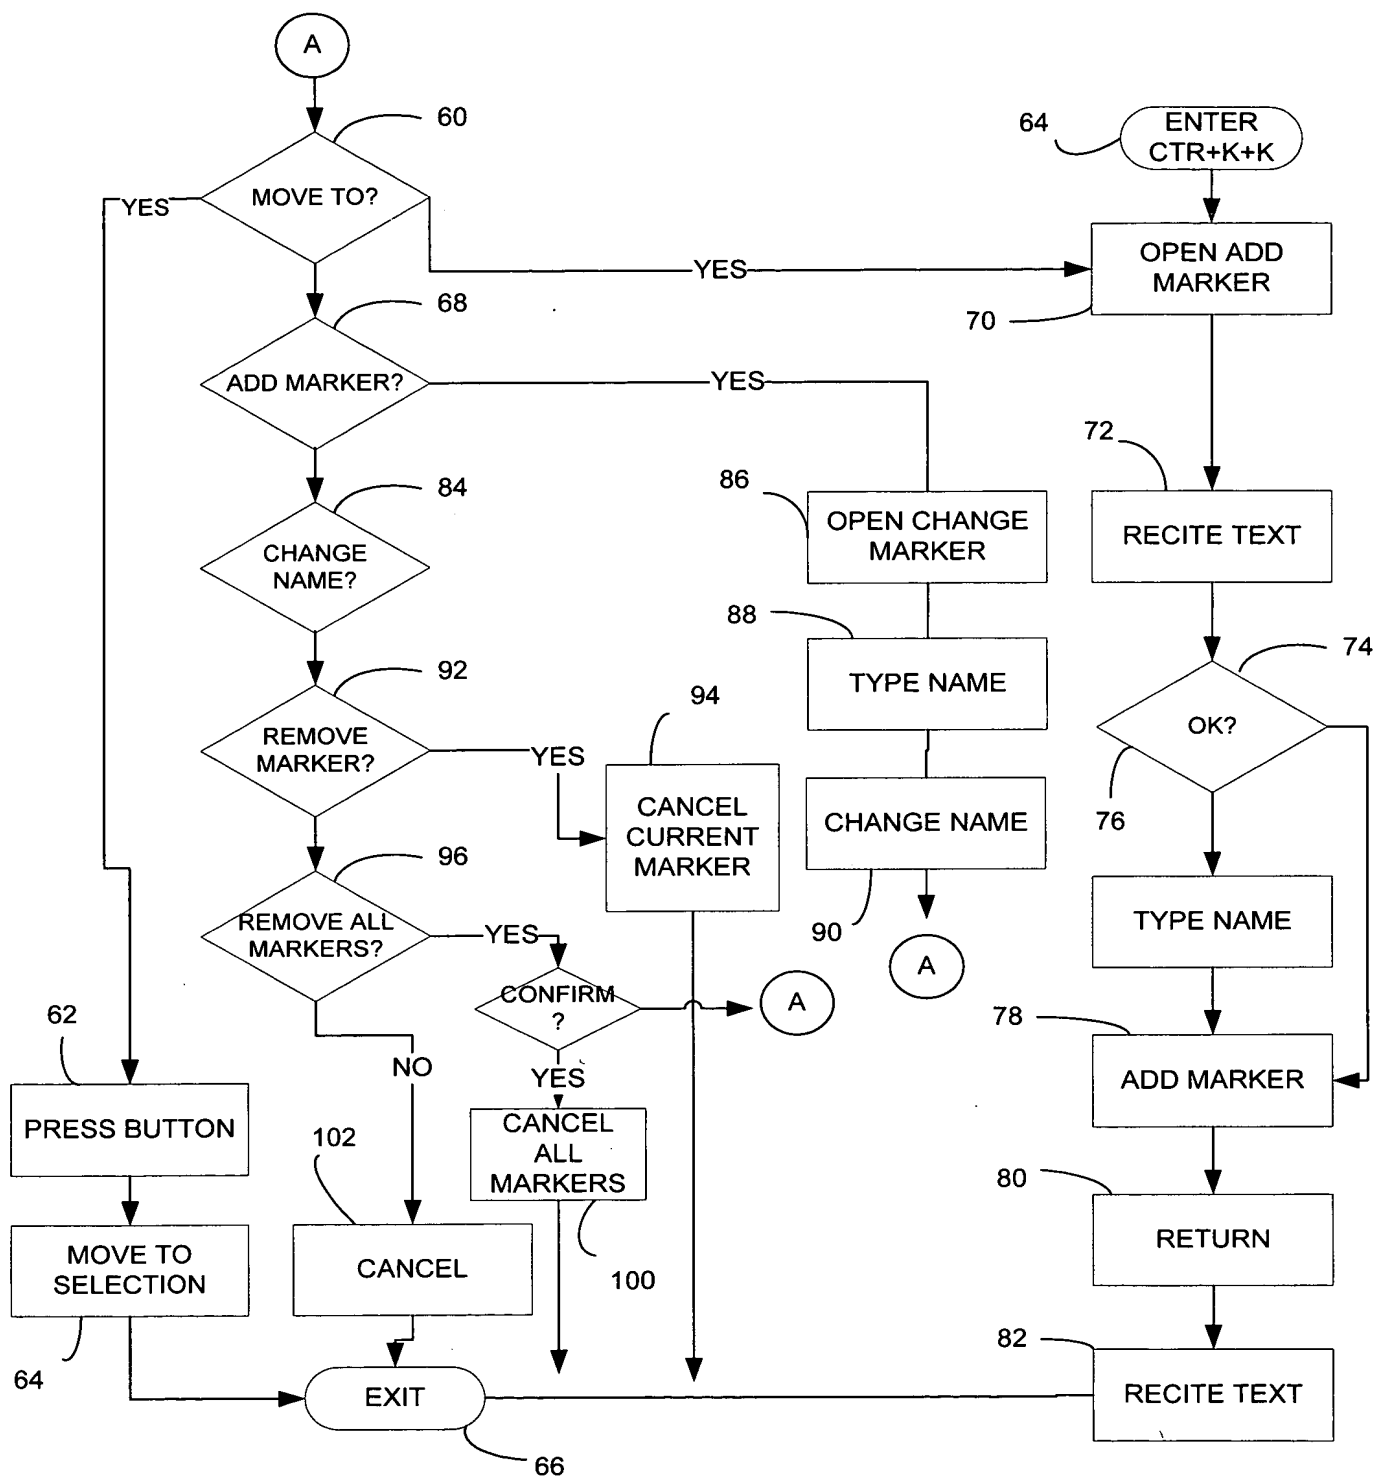 A
60
64
ENTER
CTR+K+K
MOVE TO?
YES
YES
OPEN ADD
MARKER
70
68
ADD MARKER?
YES
72
84
86
OPEN CHANGE
MARKER
RECITE TEXT
CHANGE
NAME?
88
74
92
94
TYPE NAME
OK?
REMOVE
MARKER?
YES
CANCEL
CURRENT
MARKER
CHANGE NAME
76
96
REMOVE ALL
MARKERS?
YES
90
TYPE NAME
A
CONFIRM
?
A
62
78
NO
YES
ADD MARKER
PRESS BUTTON
102
CANCEL
ALL
MARKERS
80
MOVE TO
SELECTION
CANCEL
100
RETURN
64
82
EXIT
RECITE TEXT
66